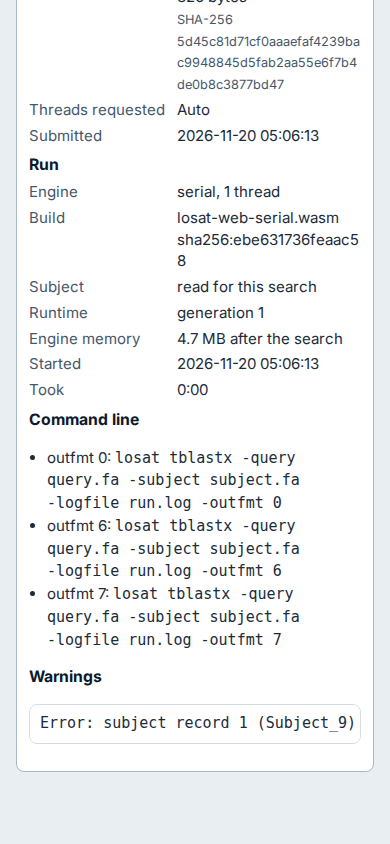 SHA-256
5d45c81d71cf0aaaefaf4239ba
c9948845d5fab2aa55e6f7b4
de0b8c3877bd47
Threads requested Auto
Submitted 2026-11-20 05:06:13
Run
Engine serial, 1 thread
Build losat-web-serial.wasm
sha256:ebe631736feaac5
8
Subject read for this search
Runtime generation 1
Engine memory 4.7 MB after the search
Started 2026-11-20 05:06:13
Took 0:00
Command line
• outfmt 0: losat tblastx -query
query.fa -subject subject.fa
-logfile run.log -outfmt 0
• outfmt 6: losat tblastx -query
query.fa -subject subject.fa
-logfile run.log -outfmt 6
• outfmt 7: losat tblastx -query
query.fa -subject subject.fa
-logfile run.log -outfmt 7
Warnings
Error: subject record 1 (Subject_9)